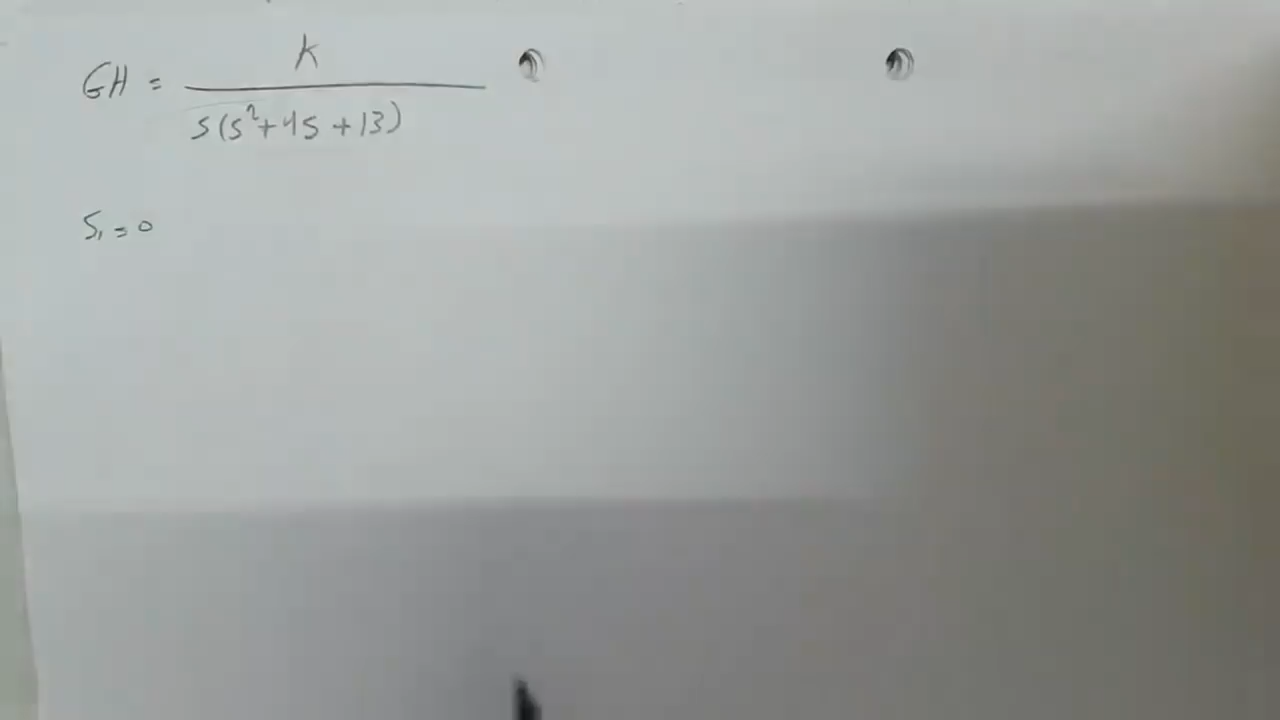 GH = K / S(S²+4S+13)
S₁ = 0